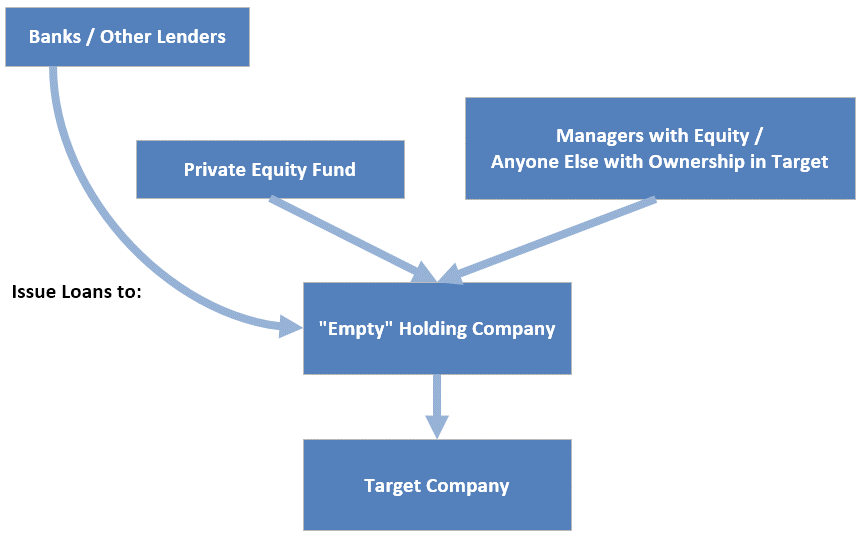 Banks / Other Lenders
Managers with Equity /
Anyone Else with Ownership in Target
Private Equity Fund
Issue Loans to:
"Empty" Holding Company
Target Company